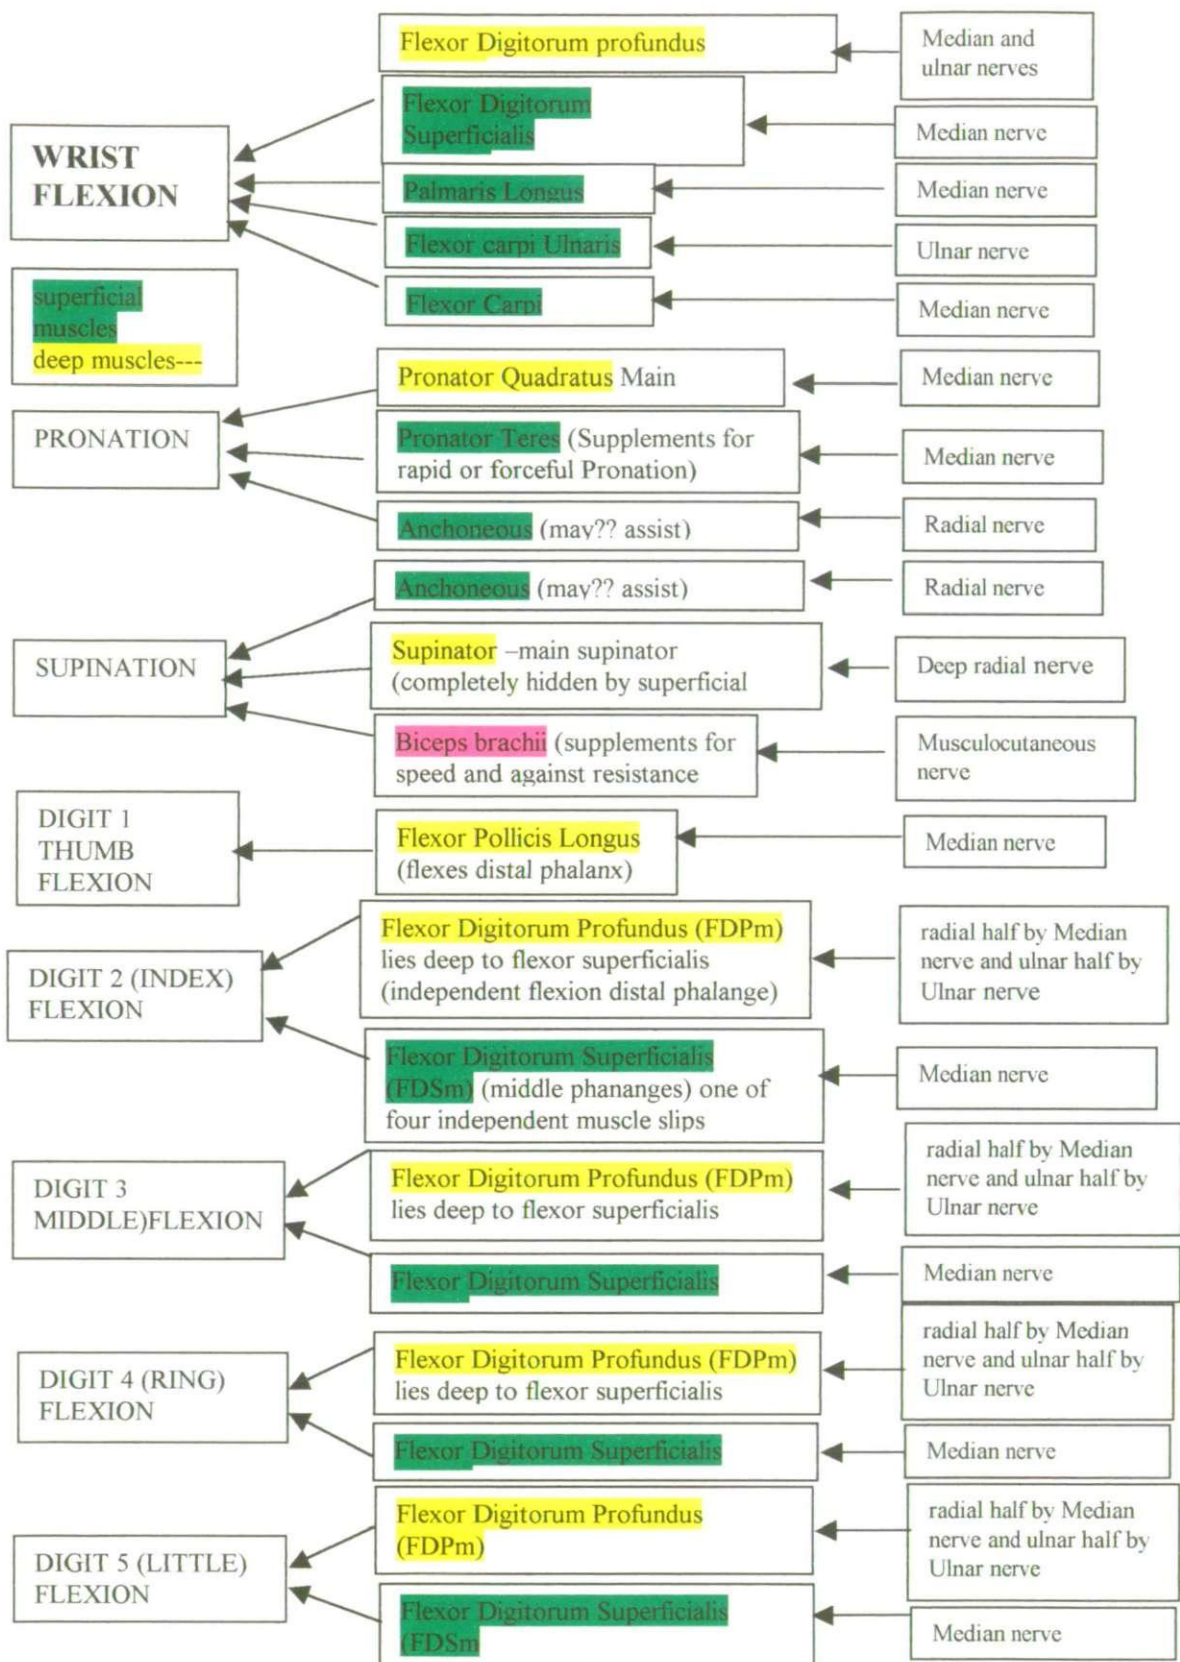 Flexor Digitorum profundus
Median and
ulnar nerves
Flexor Digitorum
Superficialis
Median nerve
WRIST
FLEXION
Palmaris Longus
Median nerve
Flexor carpi Ulnaris
Ulnar nerve
Flexor Carpi
Median nerve
superficial
muscles
deep muscles---
Pronator Quadratus Main
Median nerve
PRONATION
Pronator Teres (Supplements for
rapid or forceful Pronation)
Median nerve
Anchoneous (may?? assist)
Radial nerve
Anchoneous (may?? assist)
Radial nerve
SUPINATION
Supinator –main supinator
(completely hidden by superficial
Deep radial nerve
Biceps brachii (supplements for
speed and against resistance
Musculocutaneous
nerve
DIGIT 1
THUMB
FLEXION
Flexor Pollicis Longus
(flexes distal phalanx)
Median nerve
DIGIT 2 (INDEX)
FLEXION
Flexor Digitorum Profundus (FDPm)
lies deep to flexor superficialis
(independent flexion distal phalange)
radial half by Median
nerve and ulnar half by
Ulnar nerve
Flexor Digitorum Superficialis
(FDSm) (middle phananges) one of
four independent muscle slips
Median nerve
DIGIT 3
MIDDLE)FLEXION
Flexor Digitorum Profundus (FDPm)
lies deep to flexor superficialis
radial half by Median
nerve and ulnar half by
Ulnar nerve
Flexor Digitorum Superficialis
Median nerve
DIGIT 4 (RING)
FLEXION
Flexor Digitorum Profundus (FDPm)
lies deep to flexor superficialis
radial half by Median
nerve and ulnar half by
Ulnar nerve
Flexor Digitorum Superficialis
Median nerve
DIGIT 5 (LITTLE)
FLEXION
Flexor Digitorum Profundus
(FDPm)
radial half by Median
nerve and ulnar half by
Ulnar nerve
Flexor Digitorum Superficialis
(FDSm
Median nerve